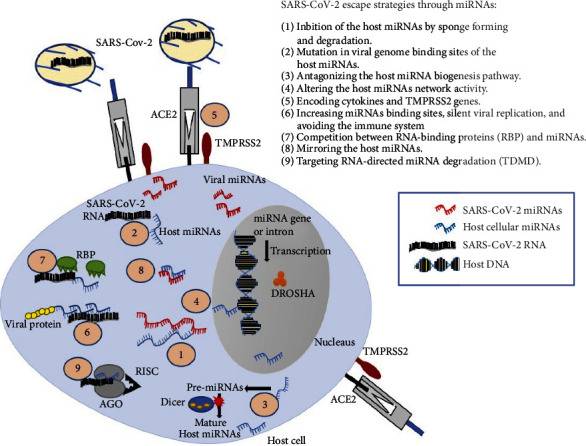 SARS-CoV-2 escape strategies through miRNAs:
(1) Inbition of the host miRNAs by sponge forming
and degradation.
(2) Mutation in viral genome binding sites of the
host miRNAs.
(3) Antagonizing the host miRNA biogenesis pathway.
(4) Altering the host miRNAs network activity.
(5) Encoding cytokines and TMPRSS2 genes.
(6) Increasing miRNAs binding sites, silent viral replication, and
avoiding the immune system
(7) Competition between RNA-binding proteins (RBP) and miRNAs.
(8) Mirroring the host miRNAs.
(9) Targeting RNA-directed miRNA degradation (TDMD).
SARS-Cov-2
ACE2
5
TMPRSS2
Viral miRNAs
SARS-CoV-2
RNA
2
Host miRNAs
miRNA gene
or intron
Transcription
DROSHA
7
RBP
8
4
Viral protein
6
1
Nucleus
9
RISC
AGO
Pre-miRNAs
Dicer
3
Mature
Host miRNAs
Host cell
TMPRSS2
ACE2
SARS-CoV-2 miRNAs
Host cellular miRNAs
SARS-CoV-2 RNA
Host DNA